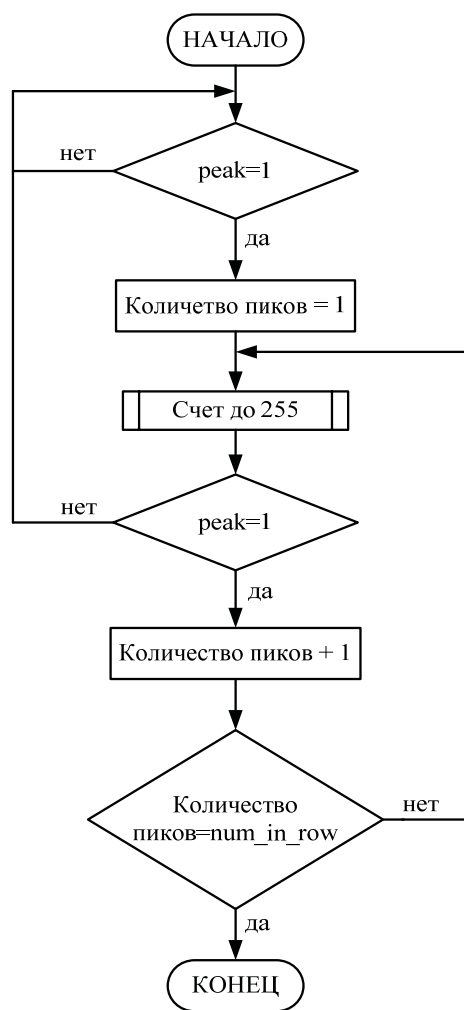 НАЧАЛО
нет
peak=1
да
Количетво пиков = 1
Счет до 255
нет
peak=1
да
Количество пиков + 1
Количество
нет
пиков=num_in_row
да
КОНЕЦ